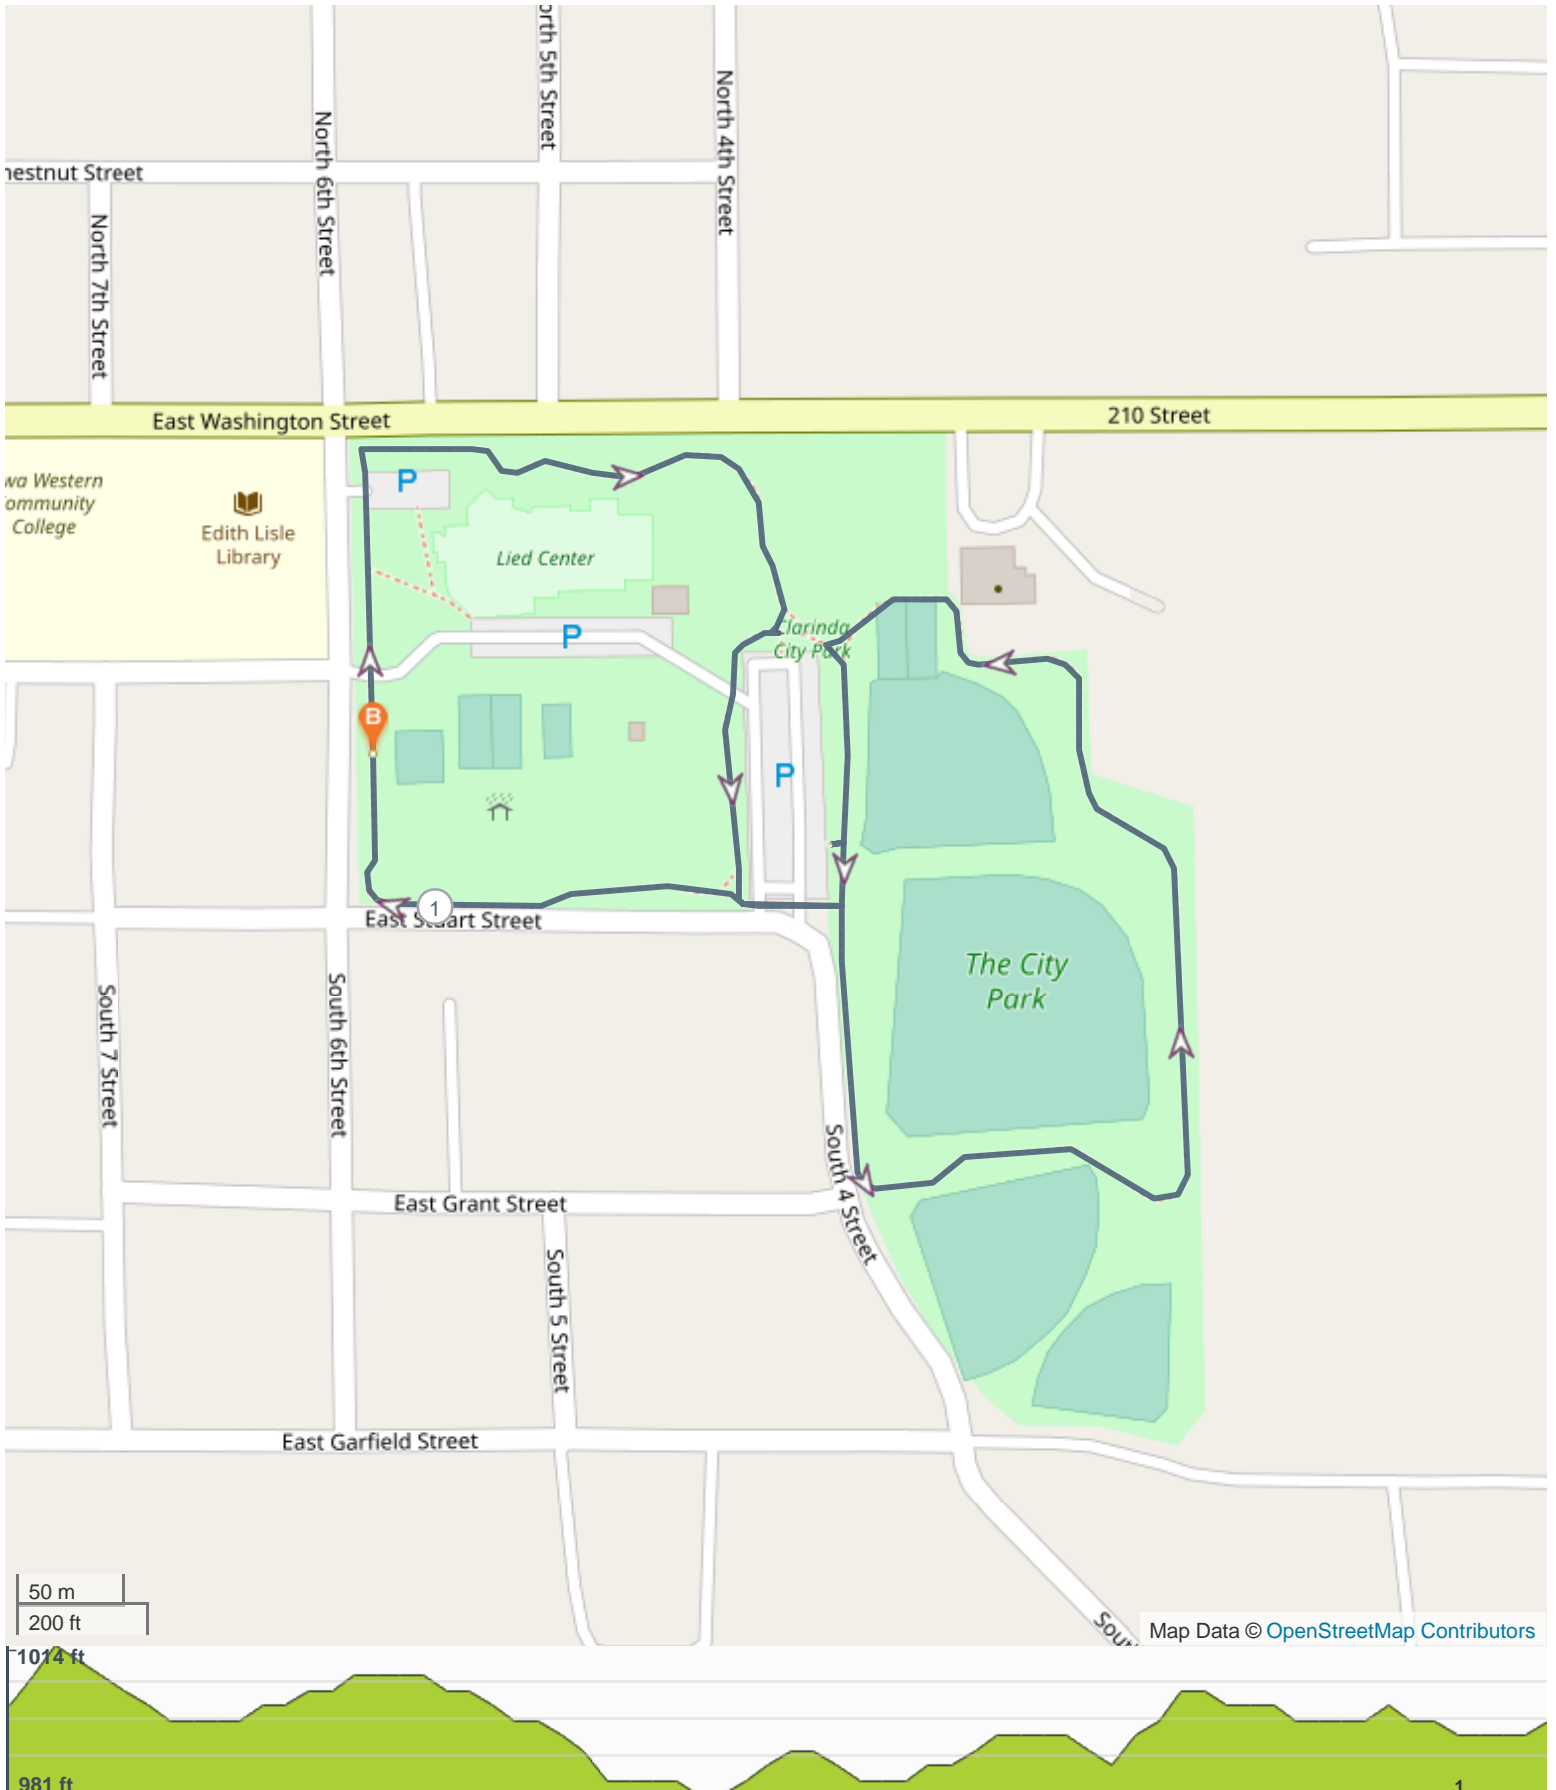 North 6th Street
orth 5th Street
North 4th Street
hestnut Street
North 7th Street
East Washington Street
210 Street
P
wa Western
ommunity
College
Edith Lisle
Library
Lied Center
P
Clarinda
City Park
B
P
1
East Stuart Street
The City
Park
South 7 Street
South 6th Street
South 4 Street
East Grant Street
South 5 Street
East Garfield Street
50 m
200 ft
Sout
Map Data © OpenStreetMap Contributors
1014 ft
981 ft
1